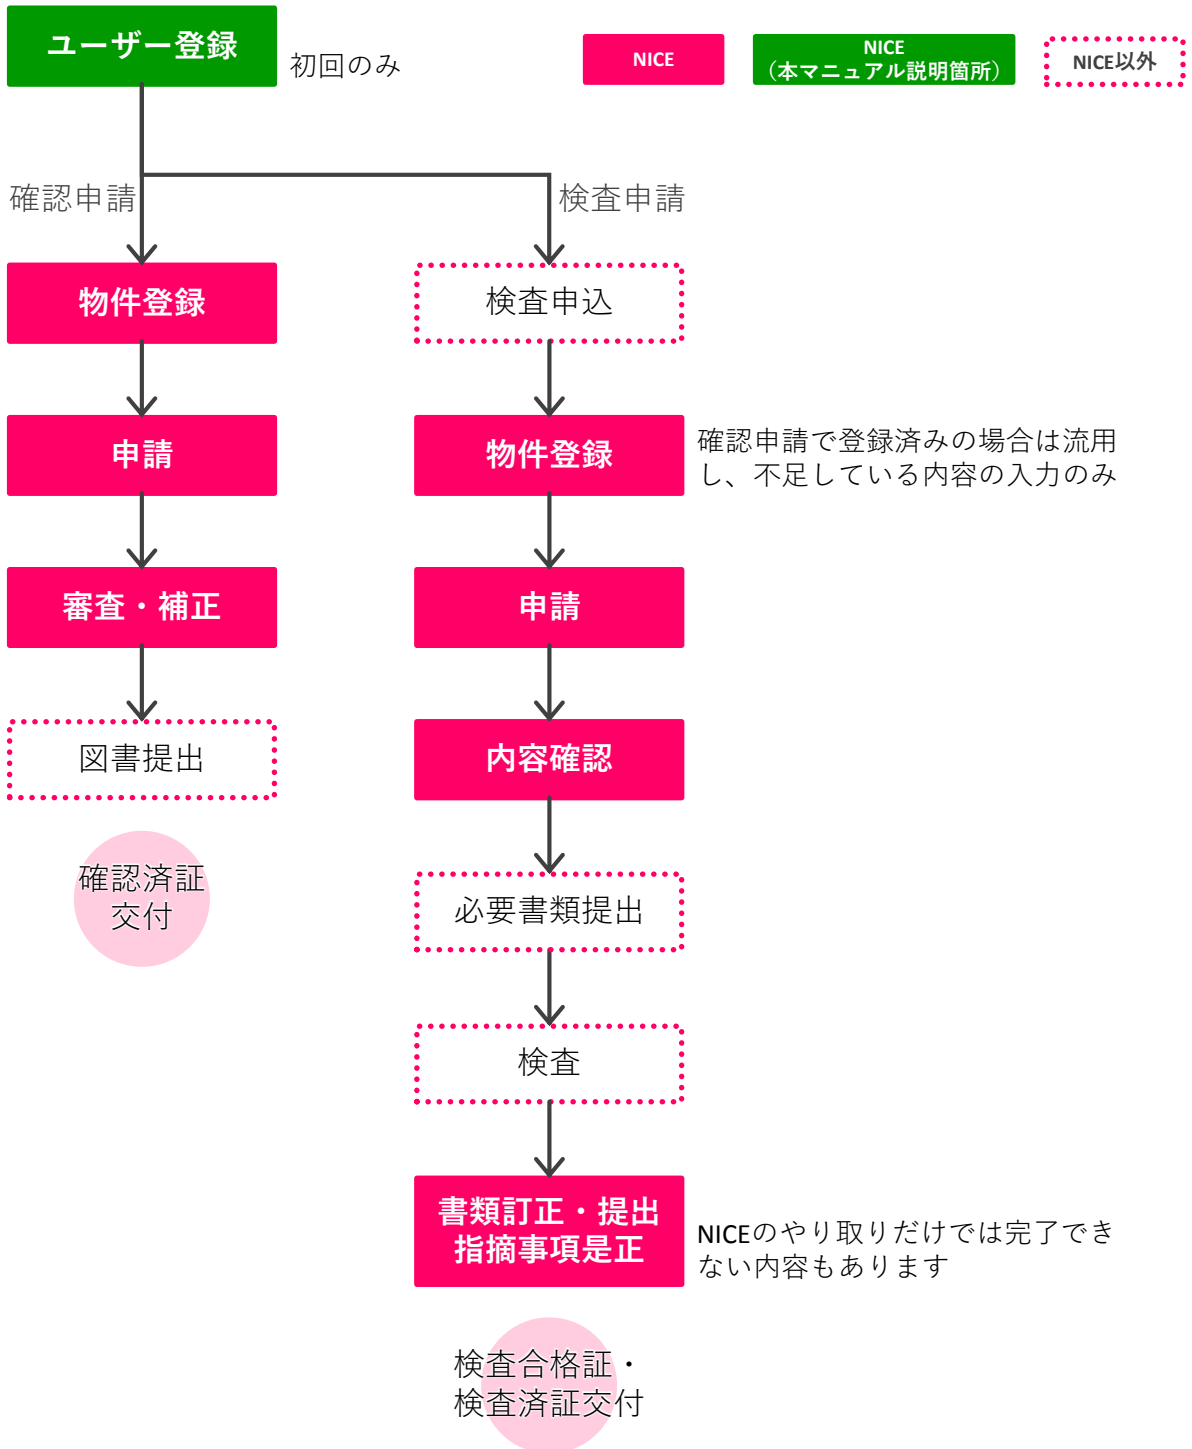 ユーザー登録
初回のみ
NICE
NICE
（本マニュアル説明箇所）
NICE以外
確認申請
検査申請
物件登録
検査申込
申請
物件登録
確認申請で登録済みの場合は流用
し、不足している内容の入力のみ
審査・補正
申請
図書提出
内容確認
確認済証
交付
必要書類提出
検査
書類訂正・提出
指摘事項是正
NICEのやり取りだけでは完了でき
ない内容もあります
検査合格証・
検査済証交付